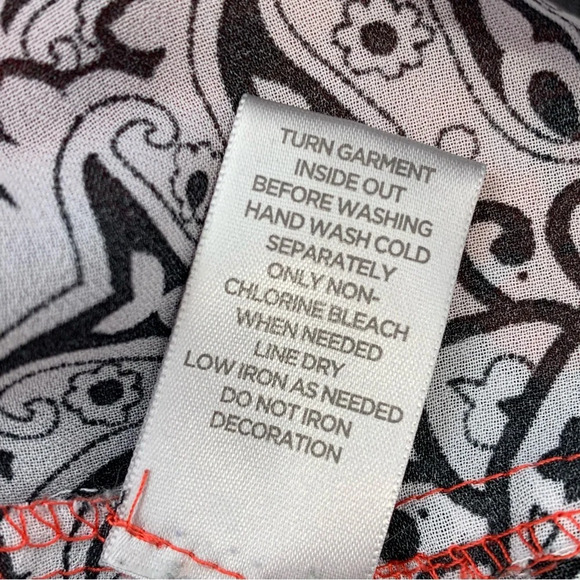 TURN GARMENT
INSIDE OUT
BEFORE WASHING
HAND WASH COLD
SEPARATELY
ONLY NON-
CHLORINE BLEACH
WHEN NEEDED
LINE DRY
LOW IRON AS NEEDED
DO NOT IRON
DECORATION